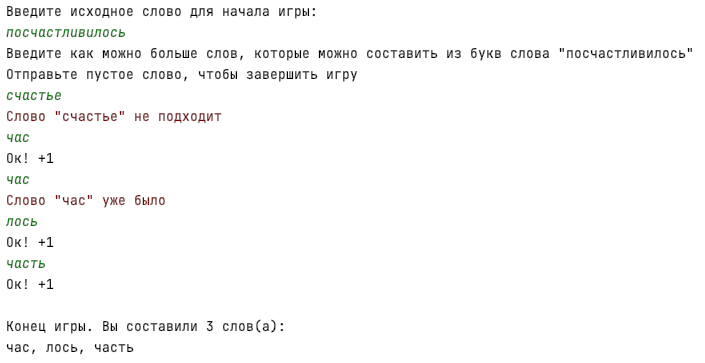 Введите исходное слово для начала игры:
посчастливилось
Введите как можно больше слов, которые можно составить из букв слова "посчастливилось"
Отправьте пустое слово, чтобы завершить игру
счастье
Слово "счастье" не подходит
час
Ок! +1
час
Слово "час" уже было
лось
Ок! +1
часть
Ок! +1
Конец игры. Вы составили 3 слов(а):
час, лось, часть